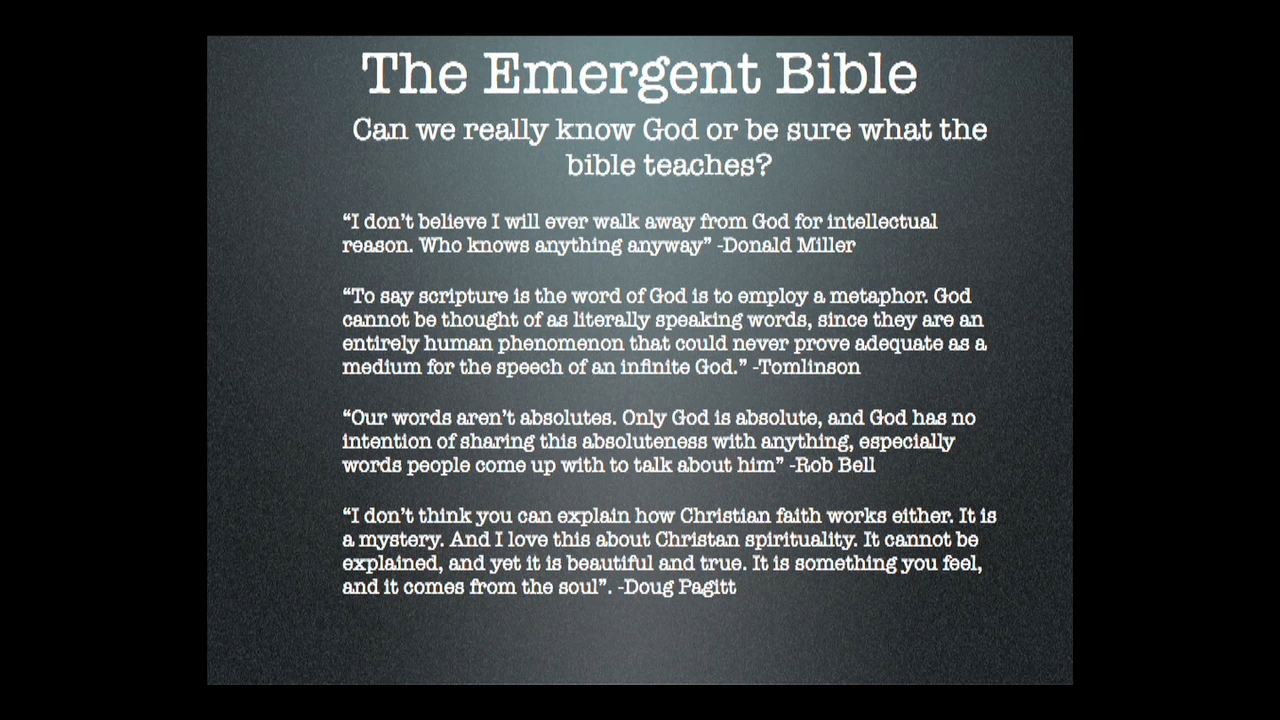 The Emergent Bible
Can we really know God or be sure what the
bible teaches?
“I don’t believe I will ever walk away from God for intellectual
reason. Who knows anything anyway” -Donald Miller
“To say scripture is the word of God is to employ a metaphor. God
cannot be thought of as literally speaking words, since they are an
entirely human phenomenon that could never prove adequate as a
medium for the speech of an infinite God.” -Tomlinson
“Our words aren’t absolutes. Only God is absolute, and God has no
intention of sharing this absoluteness with anything, especially
words people come up with to talk about him” -Rob Bell
“I don’t think you can explain how Christian faith works either. It is
a mystery. And I love this about Christan spirituality. It cannot be
explained, and yet it is beautiful and true. It is something you feel,
and it comes from the soul”. -Doug Pagitt